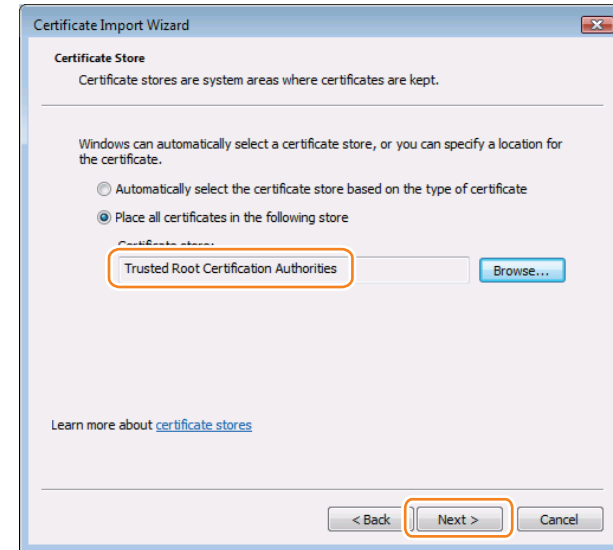 Certificate Import Wizard
Certificate Store
Certificate stores are system areas where certificates are kept.
Windows can automatically select a certificate store, or you can specify a location for
the certificate.
Automatically select the certificate store based on the type of certificate
Place all certificates in the following store
Certificate store:
Trusted Root Certification Authorities
Browse...
Learn more about certificate stores
< Back
Next >
Cancel